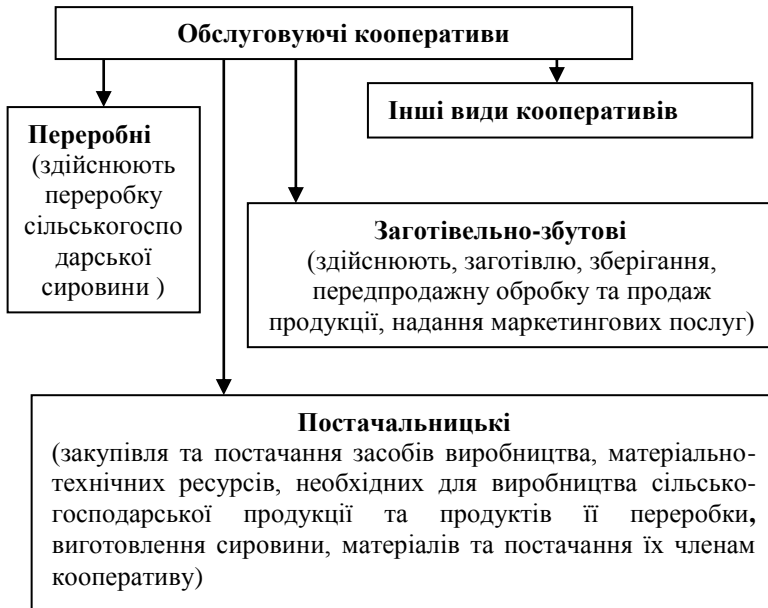 Обслуговуючі кооперативи
Переробні
(здійснюють
переробку
сільськогоспо
дарської
сировини )
Інші види кооперативів
Заготівельно-збутові
(здійснюють, заготівлю, зберігання,
передпродажну обробку та продаж
продукції, надання маркетингових послуг)
Постачальницькі
(закупівля та постачання засобів виробництва, матеріально-
технічних ресурсів, необхідних для виробництва сільсько-
господарської продукції та продуктів її переробки,
виготовлення сировини, матеріалів та постачання їх членам
кооперативу)